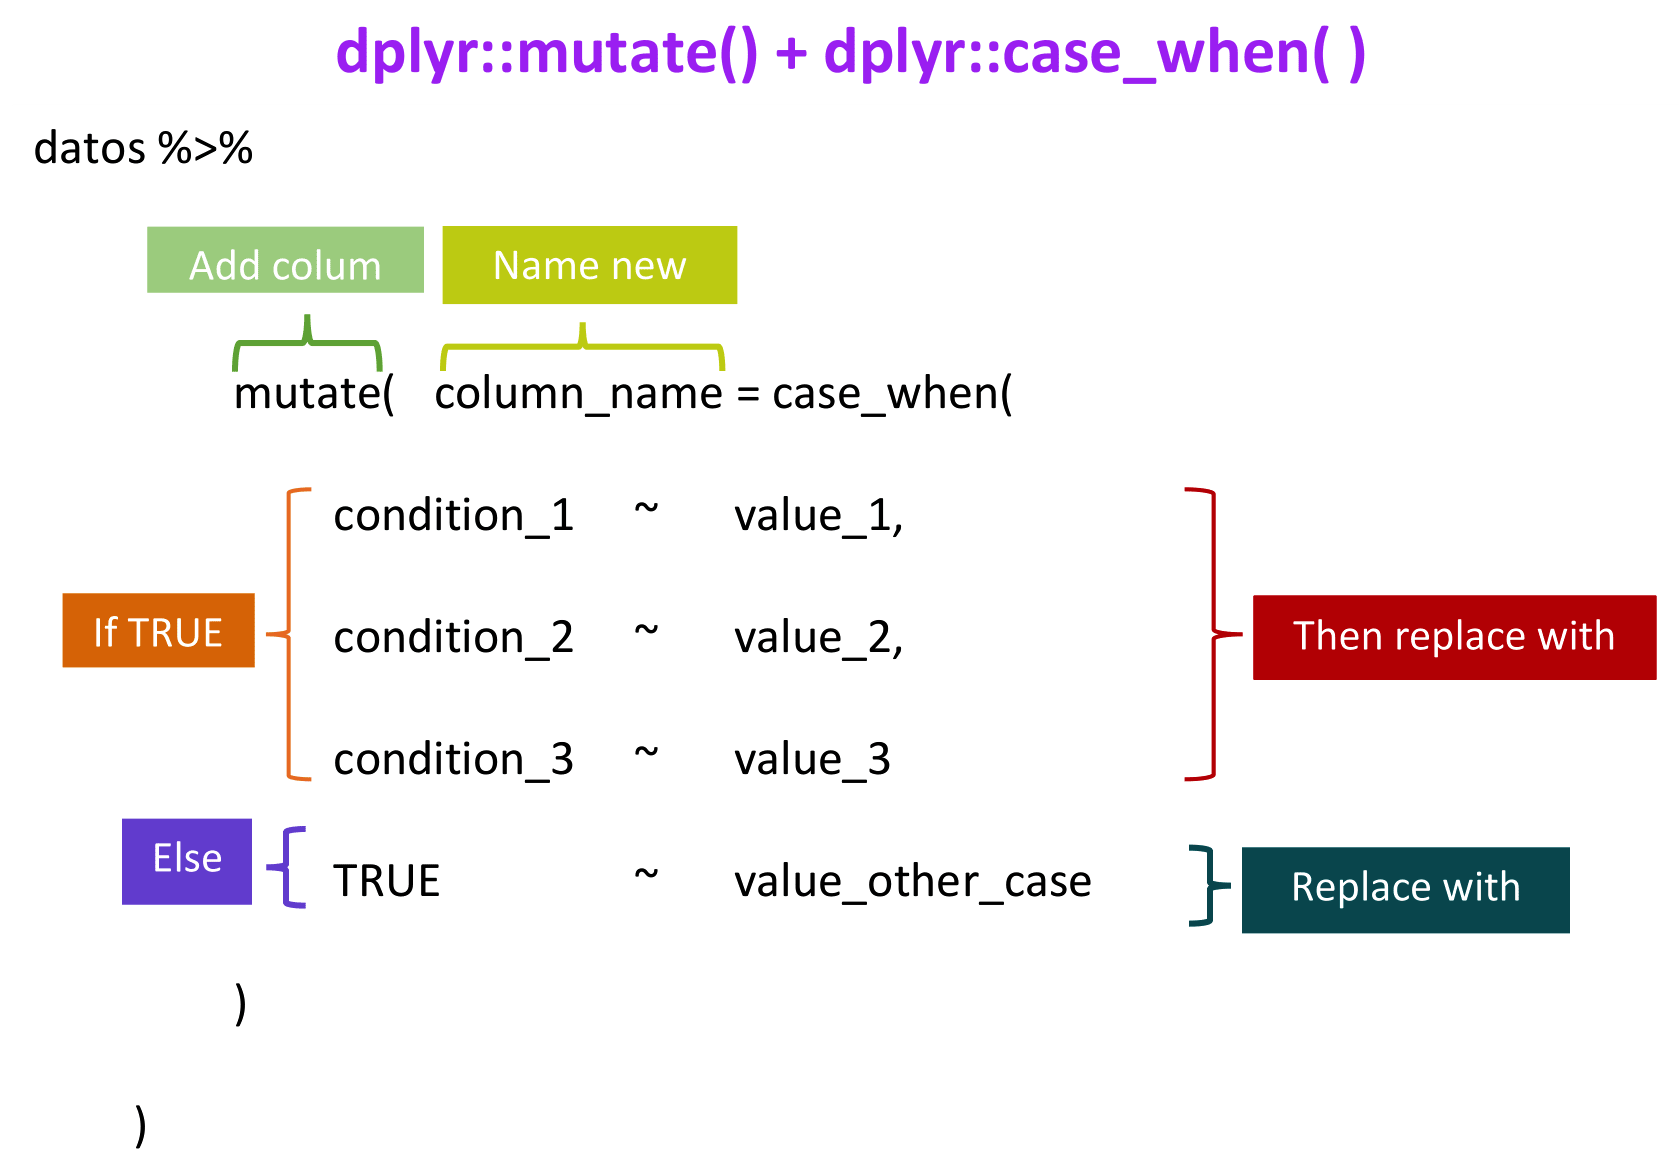 dplyr::mutate() + dplyr::case_when( )
datos %>%
Add colum
Name new
mutate( column_name = case_when(
condition_1 ~ value_1,
If TRUE
condition_2 ~ value_2,
Then replace with
condition_3 ~ value_3
Else
TRUE ~ value_other_case
Replace with
)
)